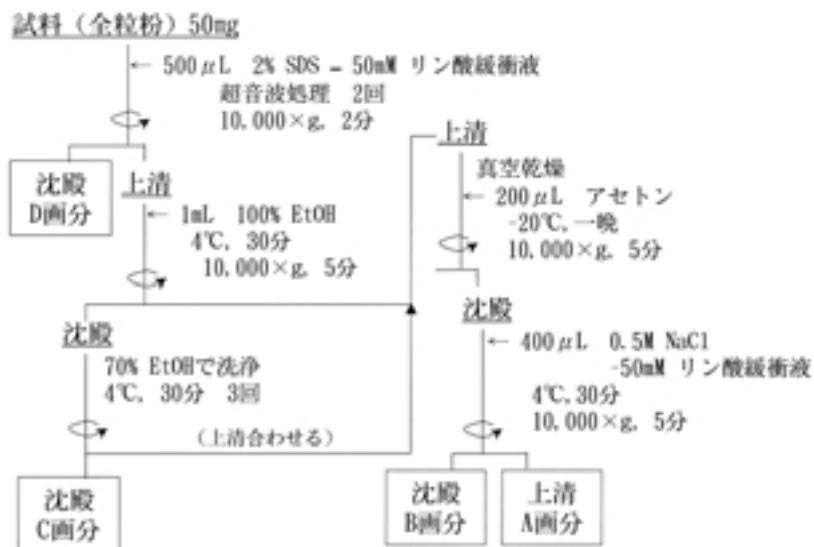 試料（全粒粉）50mg
← 500μL 2% SDS – 50mM リン酸緩衝液
超音波処理 2回
10,000×g, 2分
沈殿
D画分
上清
← 1mL 100% EtOH
4℃, 30分
10,000×g, 5分
沈殿
70% EtOHで洗浄
4℃, 30分 3回
（上清合わせる）
沈殿
C画分
上清
真空乾燥
← 200μL アセトン
-20℃, 一晩
10,000×g, 5分
沈殿
← 400μL 0.5M NaCl
-50mM リン酸緩衝液
4℃,30分
10,000×g, 5分
沈殿
B画分
上清
A画分